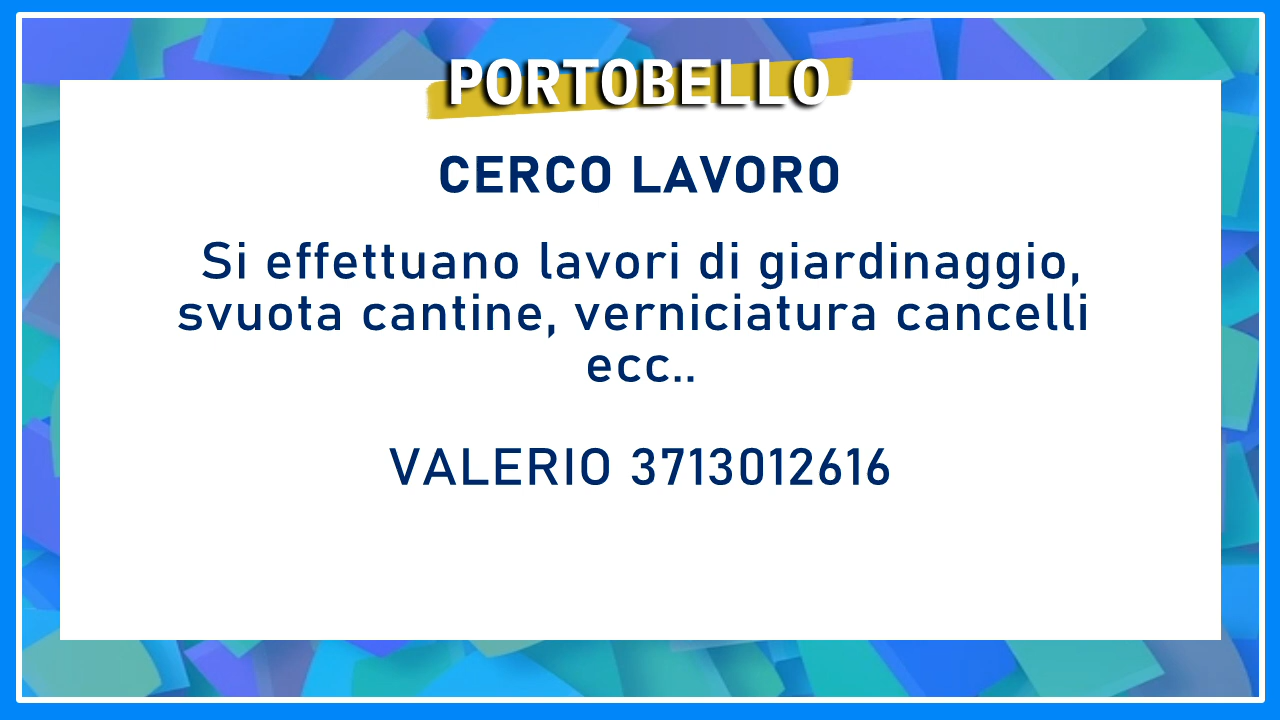 PORTOBELLO
CERCO LAVORO
Si effettuano lavori di giardinaggio,
svuota cantine, verniciatura cancelli
ecc..
VALERIO 3713012616